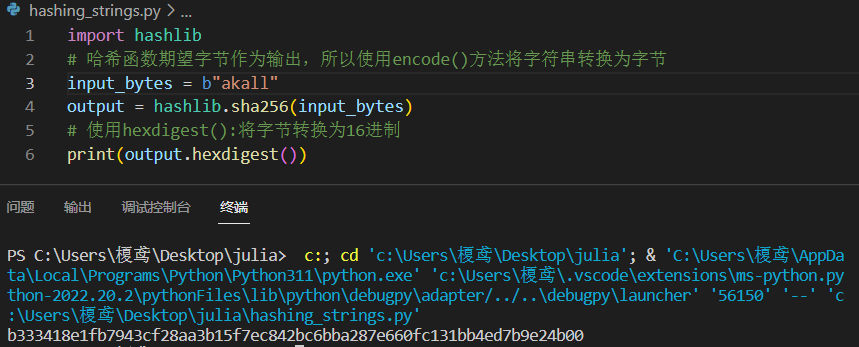 hashing_strings.py > ...
1 import hashlib
2 # 哈希函数期望字节作为输出，所以使用encode()方法将字符串转换为字节
3 input_bytes = b"akall"
4 output = hashlib.sha256(input_bytes)
5 # 使用hexdigest():将字节转换为16进制
6 print(output.hexdigest())
问题 输出 调试控制台 终端
PS C:\Users\榎鸢\Desktop\julia>  c:; cd 'c:\Users\榎鸢\Desktop\julia'; & 'C:\Users\榎鸢\AppDa
ta\Local\Programs\Python\Python311\python.exe' 'c:\Users\榎鸢\.vscode\extensions\ms-python.py
thon-2022.20.2\pythonFiles\lib\python\debugpy\adapter/../..\debugpy\launcher' '56150' '--' 'c
:\Users\榎鸢\Desktop\julia\hashing_strings.py'
b333418e1fb7943cf28aa3b15f7ec842bc6bba287e660fc131bb4ed7b9e24b00